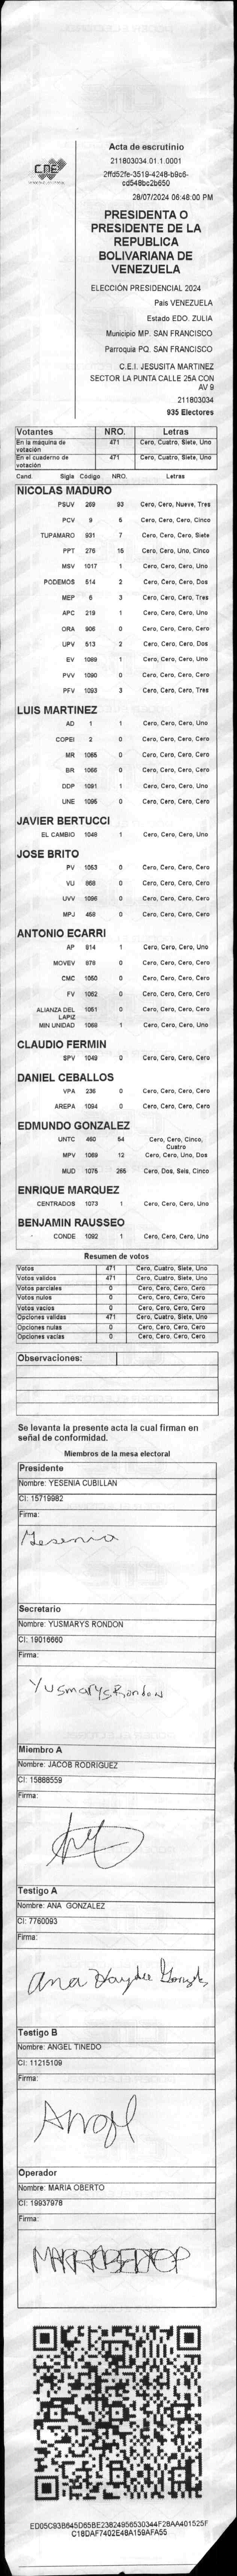 Acta de escrutinio
211803034.01.1.0001
2ffd52fe-3519-4248-b9c6-
cd548bc2b650
28/07/2024 06:46:00 PM
PRESIDENTA O
PRESIDENTE DE LA
REPUBLICA
BOLIVARIANA DE
VENEZUELA
ELECCIÓN PRESIDENCIAL 2024
País VENEZUELA
Estado EDO. ZULIA
Municipio MP. SAN FRANCISCO
Parroquia PQ. SAN FRANCISCO
C.E.I. JESUSITA MARTINEZ
SECTOR LA PUNTA CALLE 25A CON
AV 9
211803034
935 Electores
CNE
Votantes NRO. Letras
En la máquina de votación 471 Cero, Cuatro, Siete, Uno
En el cuaderno de votación 471 Cero, Cuatro, Siete, Uno
Cand. Sigla Código NRO. Letras
NICOLAS MADURO
PSUV 269 93 Cero, Cero, Nueve, Tres
PCV 9 5 Cero, Cero, Cero, Cinco
TUPAMARO 931 7 Cero, Cero, Cero, Siete
PPT 276 15 Cero, Cero, Uno, Cinco
MSV 1017 1 Cero, Cero, Cero, Uno
PODEMOS 514 2 Cero, Cero, Cero, Dos
MEP 6 3 Cero, Cero, Cero, Tres
APC 219 1 Cero, Cero, Cero, Uno
ORA 906 0 Cero, Cero, Cero, Cero
UPV 513 2 Cero, Cero, Cero, Dos
EV 1089 1 Cero, Cero, Cero, Uno
PVV 1090 0 Cero, Cero, Cero, Cero
PFV 1093 3 Cero, Cero, Cero, Tres
LUIS MARTINEZ
AD 1 1 Cero, Cero, Cero, Uno
COPEI 2 0 Cero, Cero, Cero, Cero
MR 1065 0 Cero, Cero, Cero, Cero
BR 1066 0 Cero, Cero, Cero, Cero
DDP 1091 1 Cero, Cero, Cero, Uno
UNE 1095 0 Cero, Cero, Cero, Cero
JAVIER BERTUCCI
EL CAMBIO 1048 1 Cero, Cero, Cero, Uno
JOSE BRITO
PV 1053 0 Cero, Cero, Cero, Cero
VU 868 0 Cero, Cero, Cero, Cero
UVV 1096 0 Cero, Cero, Cero, Cero
MPJ 458 0 Cero, Cero, Cero, Cero
ANTONIO ECARRI
AP 914 1 Cero, Cero, Cero, Uno
MOVEV 978 0 Cero, Cero, Cero, Cero
CMC 1050 0 Cero, Cero, Cero, Cero
FV 1052 0 Cero, Cero, Cero, Cero
ALIANZA DEL LAPIZ 1051 0 Cero, Cero, Cero, Cero
MIN UNIDAD 1068 1 Cero, Cero, Cero, Uno
CLAUDIO FERMIN
SPV 1049 0 Cero, Cero, Cero, Cero
DANIEL CEBALLOS
VPA 236 0 Cero, Cero, Cero, Cero
AREPA 1094 0 Cero, Cero, Cero, Cero
EDMUNDO GONZALEZ
UNTC 460 54 Cero, Cero, Cinco, Cuatro
MPV 1069 12 Cero, Cero, Uno, Dos
MUD 1075 265 Cero, Dos, Seis, Cinco
ENRIQUE MARQUEZ
CENTRADOS 1073 1 Cero, Cero, Cero, Uno
BENJAMIN RAUSSEO
CONDE 1092 1 Cero, Cero, Cero, Uno
Resumen de votos
Votos 471 Cero, Cuatro, Siete, Uno
Votos validos 471 Cero, Cuatro, Siete, Uno
Votos parciales 0 Cero, Cero, Cero, Cero
Votos nulos 0 Cero, Cero, Cero, Cero
Votos vacios 0 Cero, Cero, Cero, Cero
Opciones validas 471 Cero, Cuatro, Siete, Uno
Opciones nulas 0 Cero, Cero, Cero, Cero
Opciones vacias 0 Cero, Cero, Cero, Cero
Observaciones:
Se levanta la presente acta la cual firman en
señal de conformidad.
Miembros de la mesa electoral
Presidente
Nombre: YESENIA CUBILLAN
CI: 15719982
Firma:
Yesenia
Secretario
Nombre: YUSMARYS RONDON
CI: 19016660
Firma:
Yusmarys Rondon
Miembro A
Nombre: JACOB RODRIGUEZ
CI: 15888559
Firma:
Testigo A
Nombre: ANA GONZALEZ
CI: 7760093
Firma:
Ana Haydee
Testigo B
Nombre: ANGEL TINEDO
CI: 11215109
Firma:
Angel
Operador
Nombre: MARIA OBERTO
CI: 19937978
Firma:
ED05C93B645D65BE23824956530344F28AA401525F
C18DAF7402E48A159AFA55